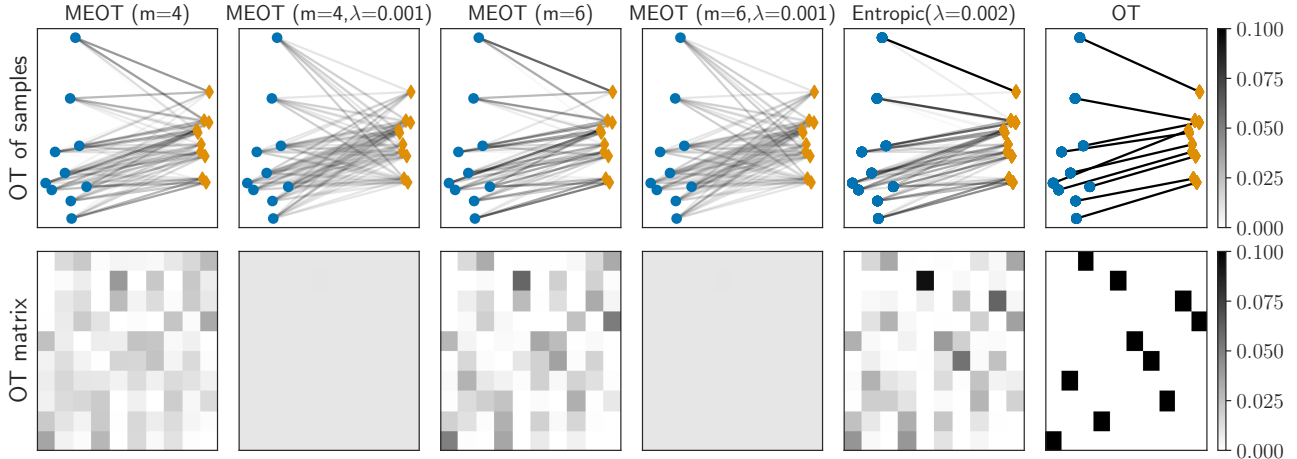 MEOT (m=4)
MEOT (m=4,λ=0.001)
MEOT (m=6)
MEOT (m=6,λ=0.001)
Entropic(λ=0.002)
OT
OT of samples
0.100
0.075
0.050
0.025
0.000
OT matrix
0.100
0.075
0.050
0.025
0.000